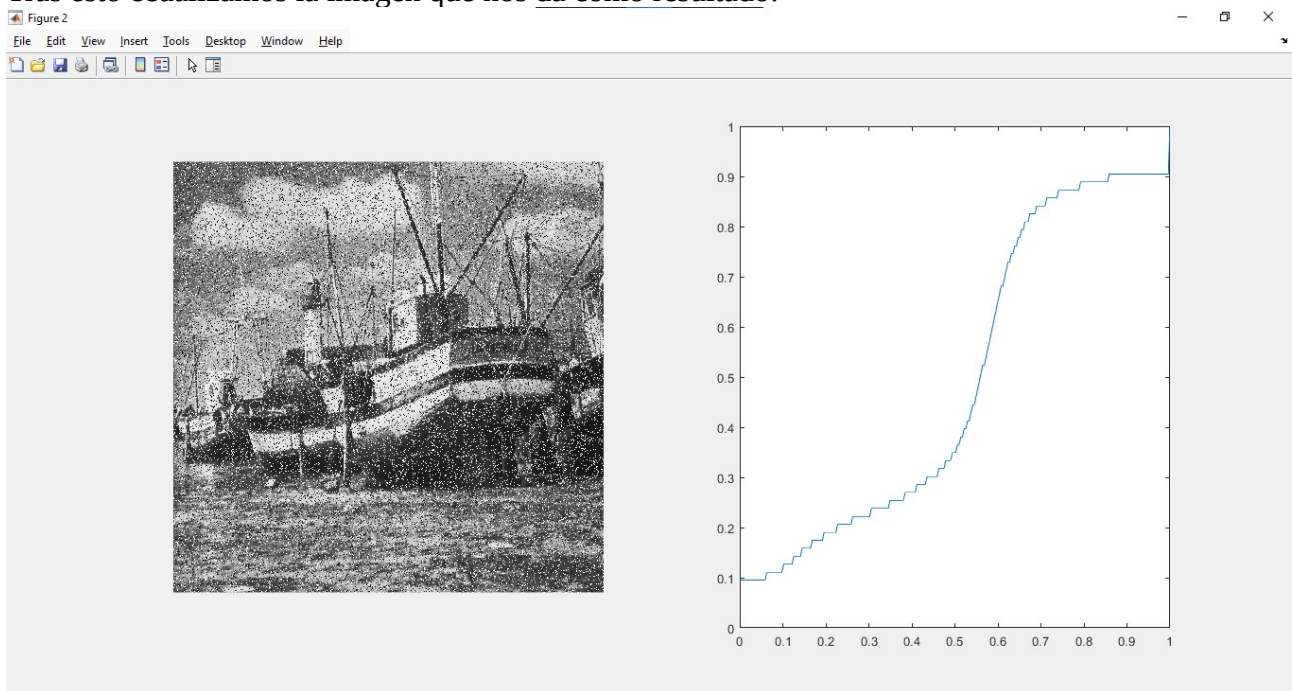 Tras esto ecualizamos la imagen que nos da como resultado:
Figure 2
File Edit View Insert Tools Desktop Window Help
1
0.9
0.8
0.7
0.6
0.5
0.4
0.3
0.2
0.1
0
0 0.1 0.2 0.3 0.4 0.5 0.6 0.7 0.8 0.9 1